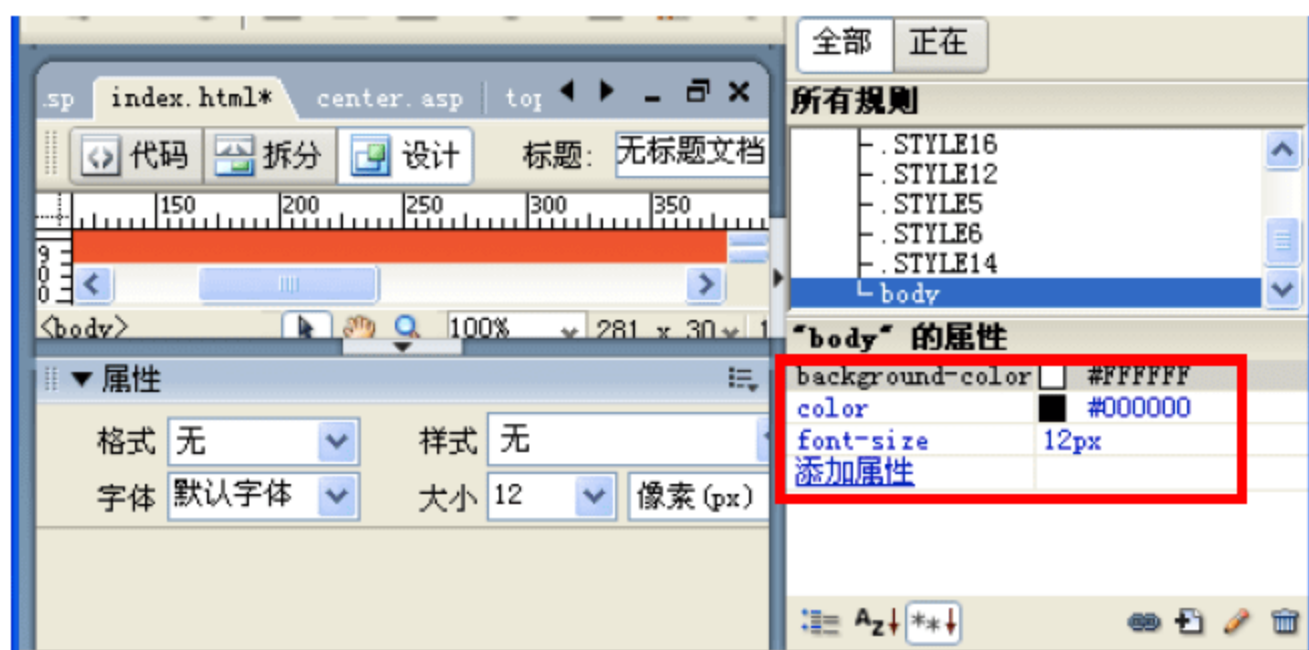 全部 正在
.sp index.html* center.asp top
所有规则
代码 拆分 设计 标题: 无标题文档
.STYLE16
.STYLE12
.STYLE5
.STYLE6
.STYLE14
body
150 200 250 300 350
<body> 100% 281 x 30 1
"body" 的属性
background-color #FFFFFF
color #000000
font-size 12px
添加属性
属性
格式 无 样式 无
字体 默认字体 大小 12 像素(px)